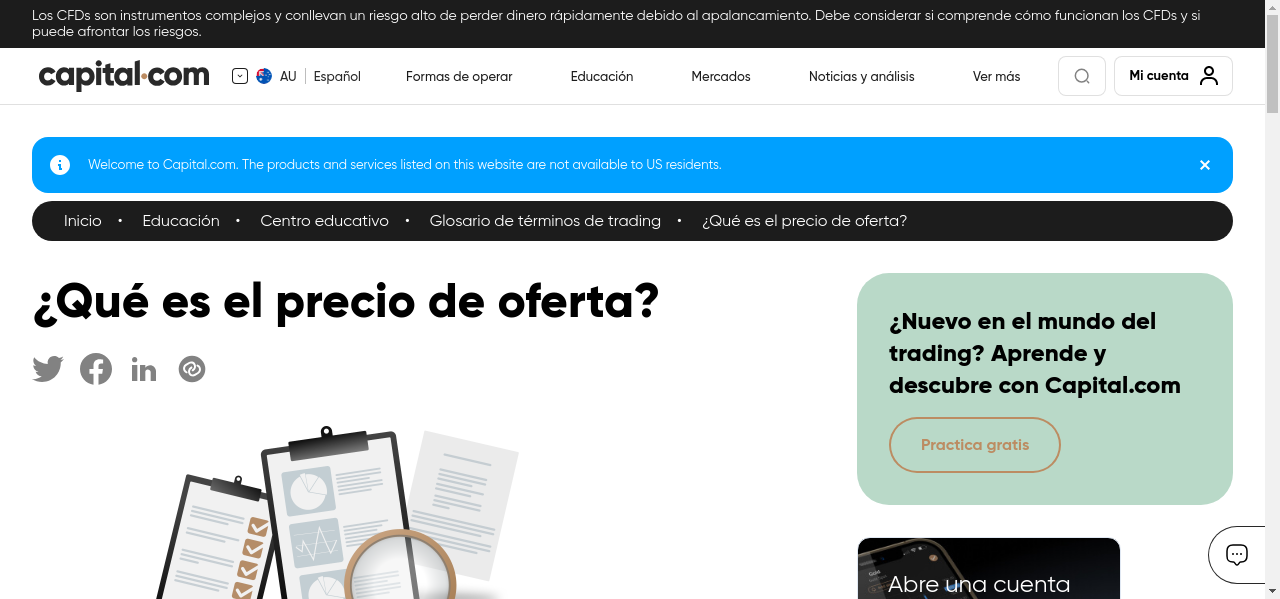 Los CFDs son instrumentos complejos y conllevan un riesgo alto de perder dinero rápidamente debido al apalancamiento. Debe considerar si comprende cómo funcionan los CFDs y si
puede afrontar los riesgos.
capital.com
AU
Español
Formas de operar
Educación
Mercados
Noticias y análisis
Ver más
Mi cuenta
Welcome to Capital.com. The products and services listed on this website are not available to US residents.
Inicio • Educación • Centro educativo • Glosario de términos de trading • ¿Qué es el precio de oferta?
¿Qué es el precio de oferta?
¿Nuevo en el mundo del
trading? Aprende y
descubre con Capital.com
Practica gratis
Abre una cuenta